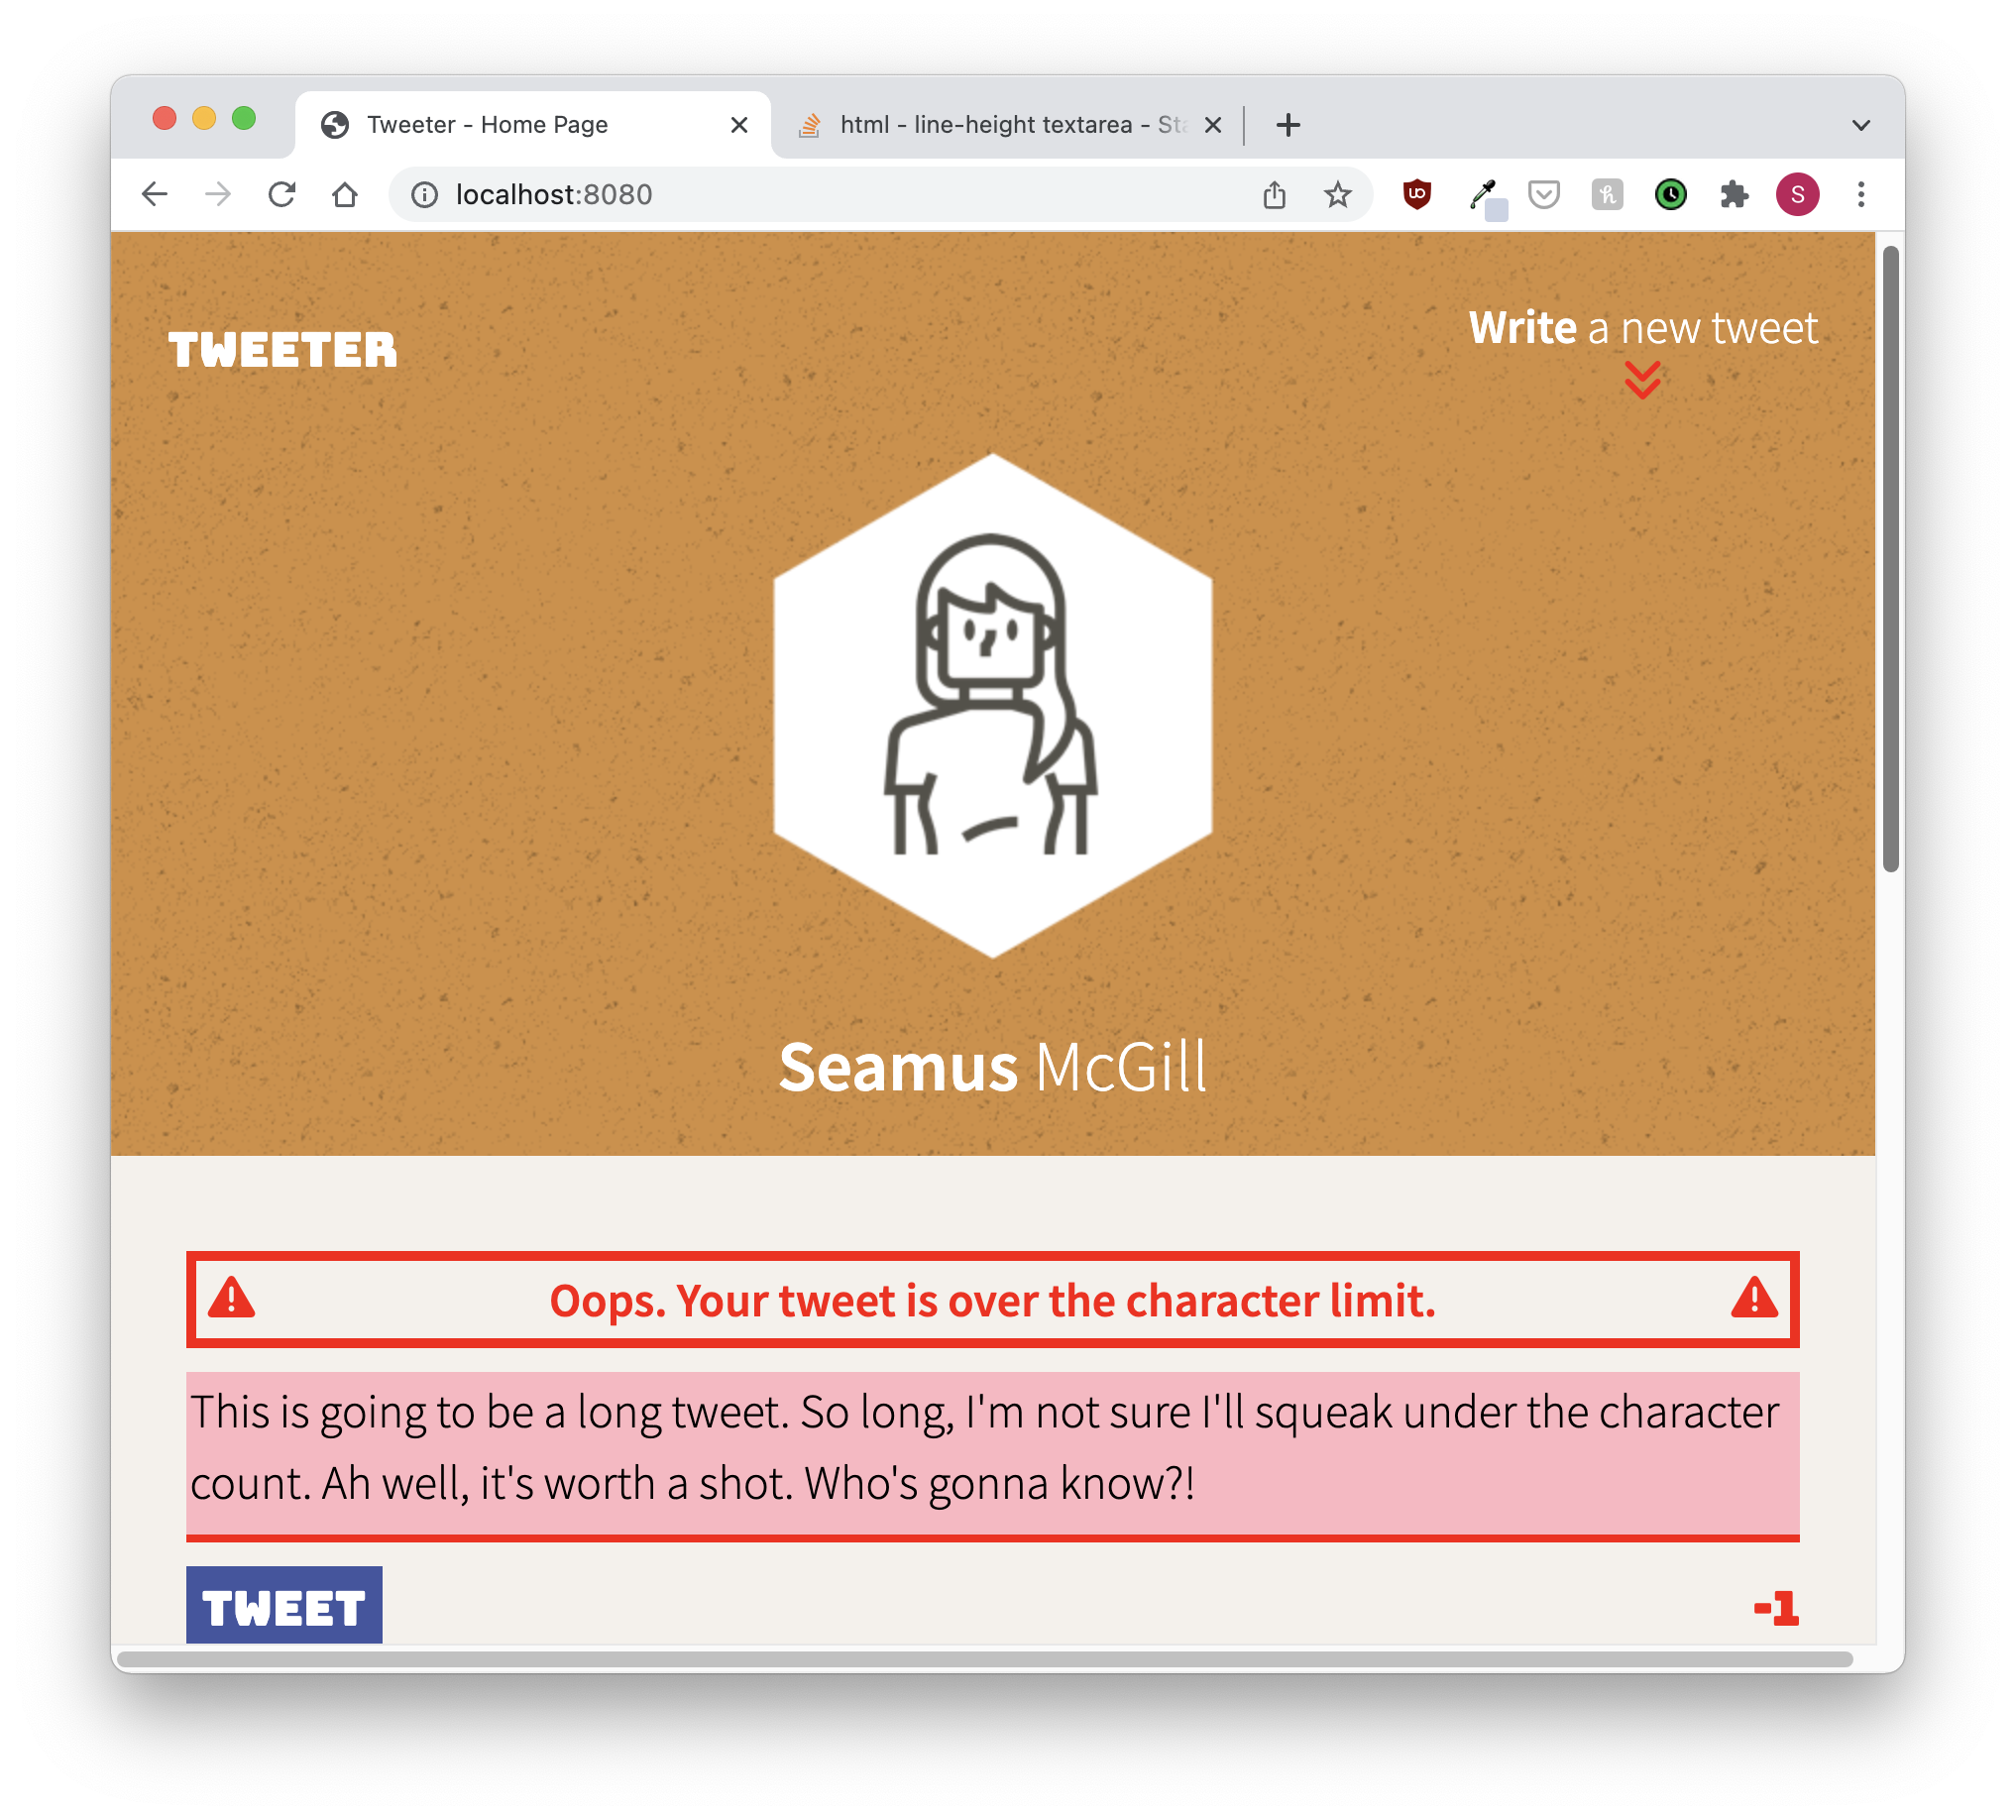 Tweeter - Home Page
html - line-height textarea - Sta
localhost:8080
S
TWEETER
Write a new tweet
Seamus McGill
Oops. Your tweet is over the character limit.
This is going to be a long tweet. So long, I'm not sure I'll squeak under the character
count. Ah well, it's worth a shot. Who's gonna know?!
TWEET
-1